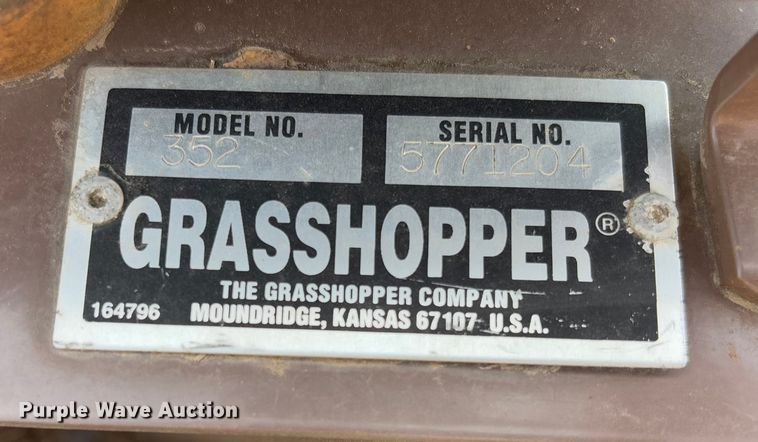 MODEL NO. SERIAL NO.
352 5771204
GRASSHOPPER®
THE GRASSHOPPER COMPANY
164796 MOUNDRIDGE, KANSAS 67107 U.S.A.
Purple Wave Auction